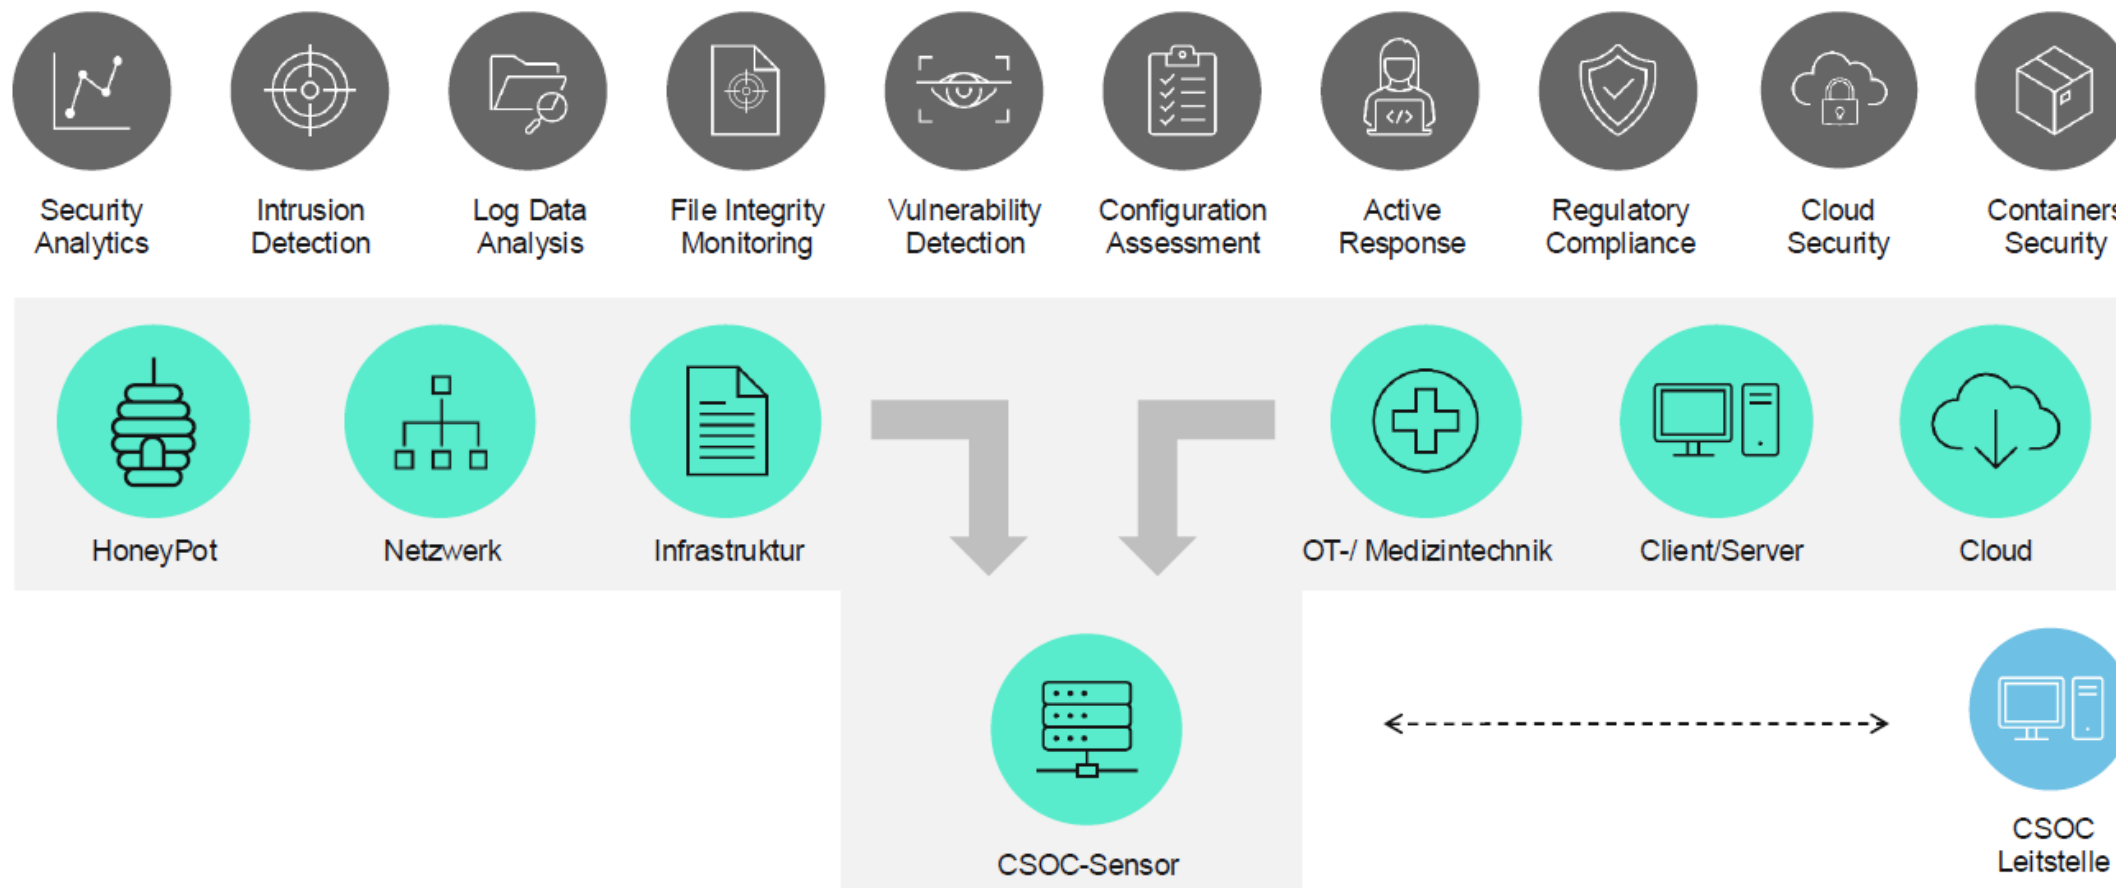 Security
Analytics
Intrusion
Detection
Log Data
Analysis
File Integrity
Monitoring
Vulnerability
Detection
Configuration
Assessment
Active
Response
Regulatory
Compliance
Cloud
Security
Containers
Security
HoneyPot
Netzwerk
Infrastruktur
OT-/ Medizintechnik
Client/Server
Cloud
CSOC-Sensor
CSOC
Leitstelle